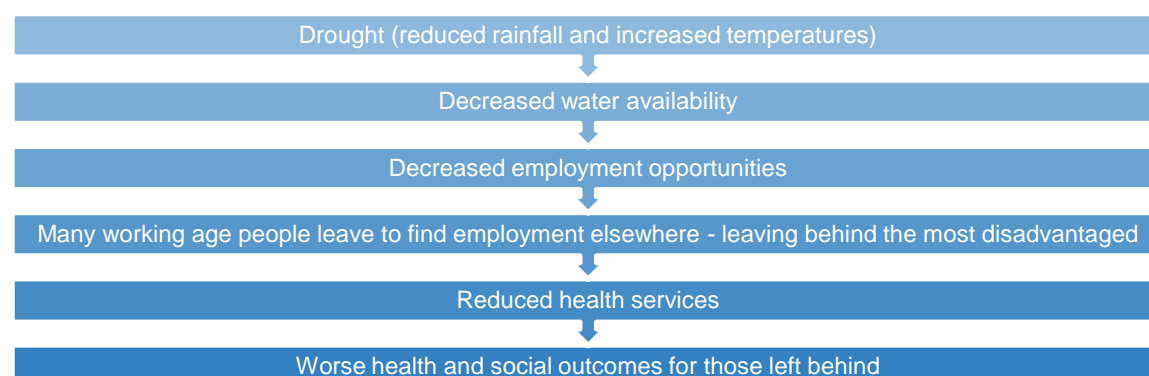 Drought (reduced rainfall and increased temperatures)
Decreased water availability
Decreased employment opportunities
Many working age people leave to find employment elsewhere - leaving behind the most disadvantaged
Reduced health services
Worse health and social outcomes for those left behind